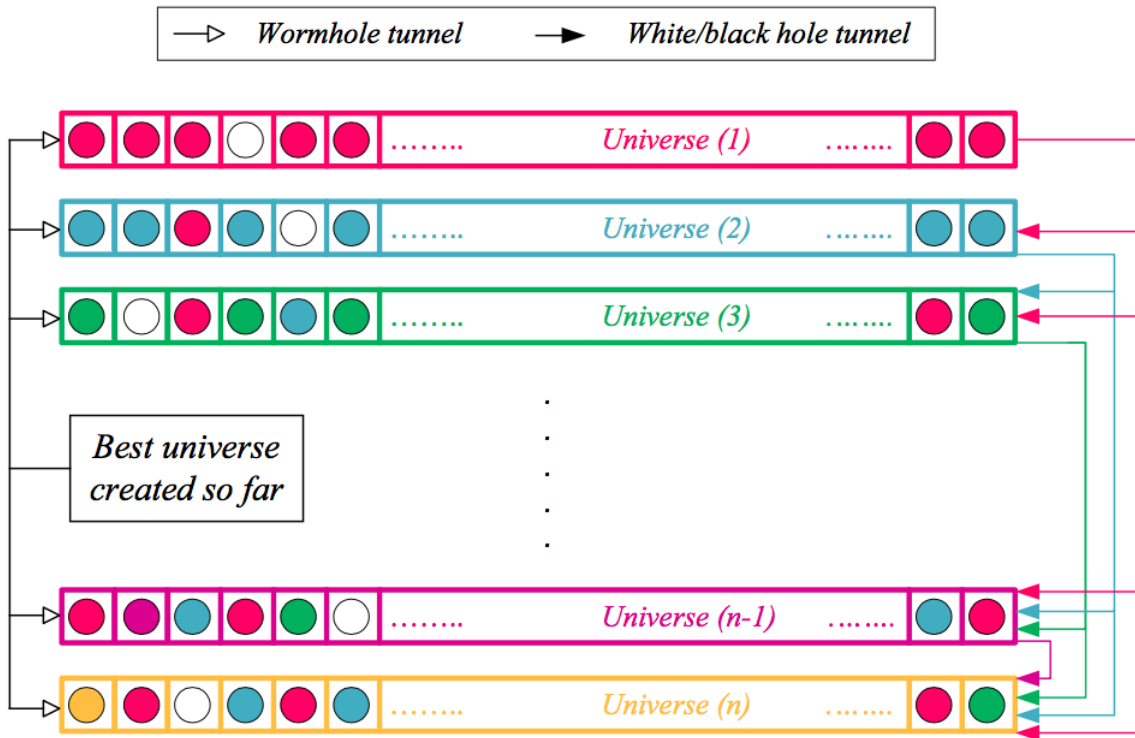 Wormhole tunnel White/black hole tunnel
........ Universe (1) ........
........ Universe (2) ........
........ Universe (3) ........
Best universe
created so far
........ Universe (n-1) ........
........ Universe (n) ........